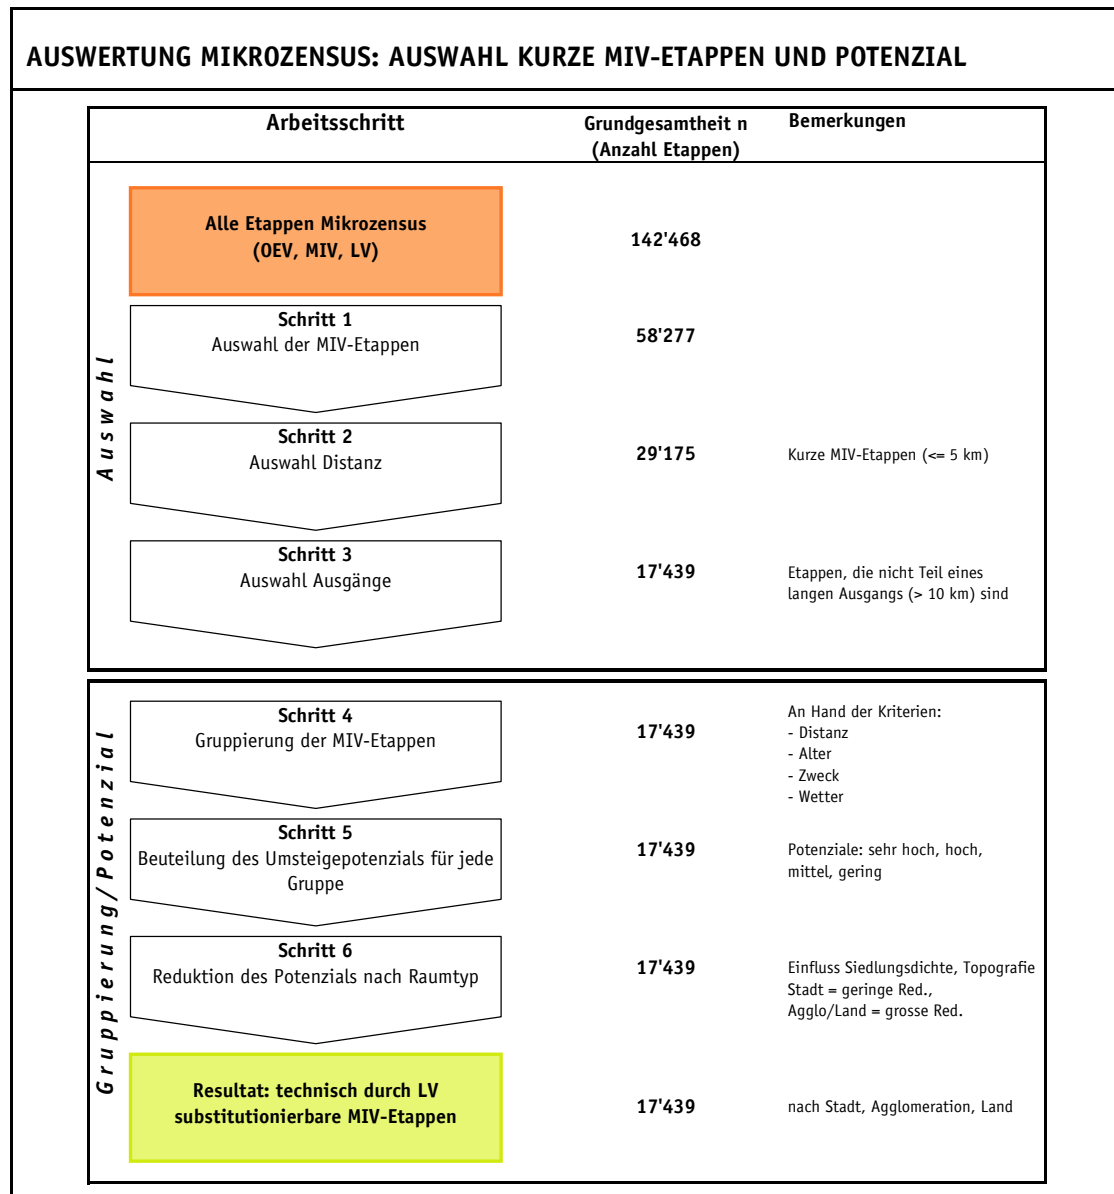 AUSWERTUNG MIKROZENSUS: AUSWAHL KURZE MIV-ETAPPEN UND POTENZIAL
Arbeitsschritt
Grundgesamtheit n
(Anzahl Etappen)
Bemerkungen
Auswahl
Alle Etappen Mikrozensus
(OEV, MIV, LV)
142'468
Schritt 1
Auswahl der MIV-Etappen
58'277
Schritt 2
Auswahl Distanz
29'175
Kurze MIV-Etappen (<= 5 km)
Schritt 3
Auswahl Ausgänge
17'439
Etappen, die nicht Teil eines
langen Ausgangs (> 10 km) sind
Gruppierung/Potenzial
Schritt 4
Gruppierung der MIV-Etappen
17'439
An Hand der Kriterien:
- Distanz
- Alter
- Zweck
- Wetter
Schritt 5
Beuteilung des Umsteigepotenzials für jede
Gruppe
17'439
Potenziale: sehr hoch, hoch,
mittel, gering
Schritt 6
Reduktion des Potenzials nach Raumtyp
17'439
Einfluss Siedlungsdichte, Topografie
Stadt = geringe Red.,
Agglo/Land = grosse Red.
Resultat: technisch durch LV
substitutionierbare MIV-Etappen
17'439
nach Stadt, Agglomeration, Land